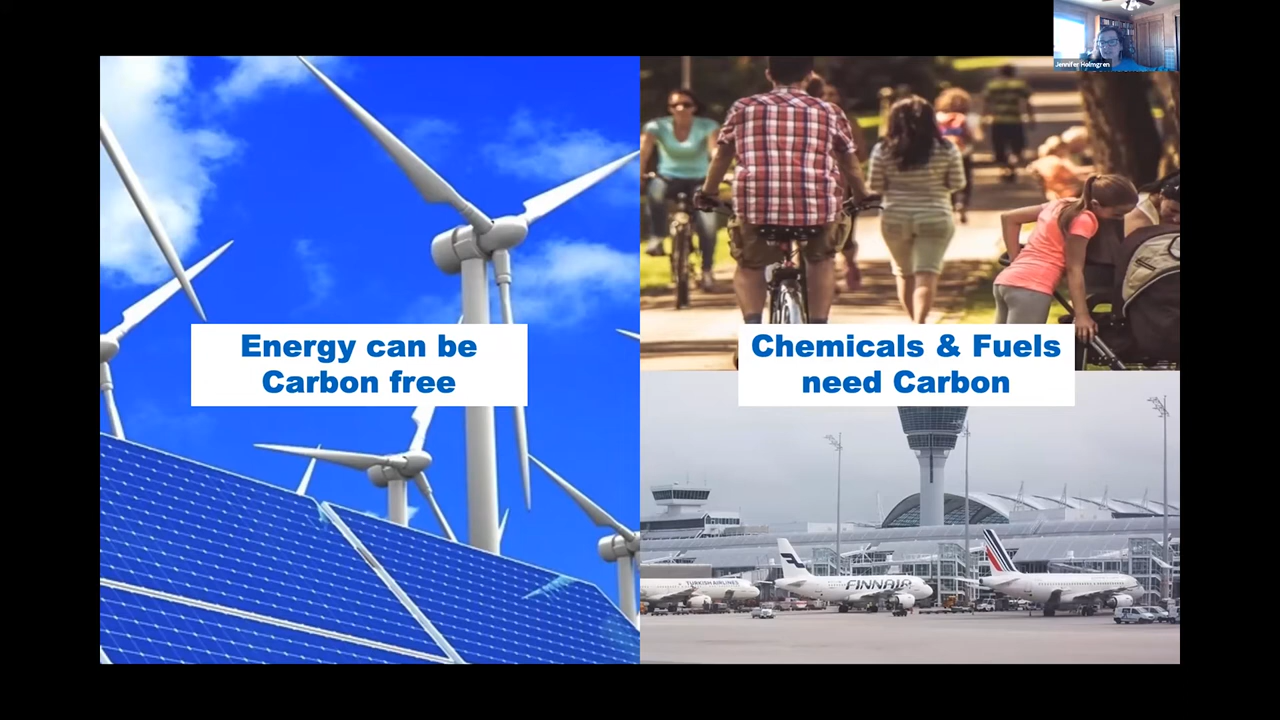 Jennifer Holmgren
Energy can be
Carbon free
Chemicals & Fuels
need Carbon
TURKISH AIRLINES
FINNAIR